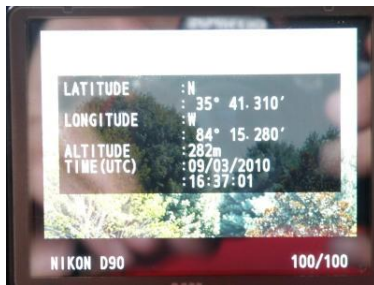 LATITUDE :N
: 35° 41.310'
LONGITUDE :W
: 84° 15.280'
ALTITUDE :282m
TIME(UTC) :09/03/2010
:16:37:01
NIKON D90 100/100